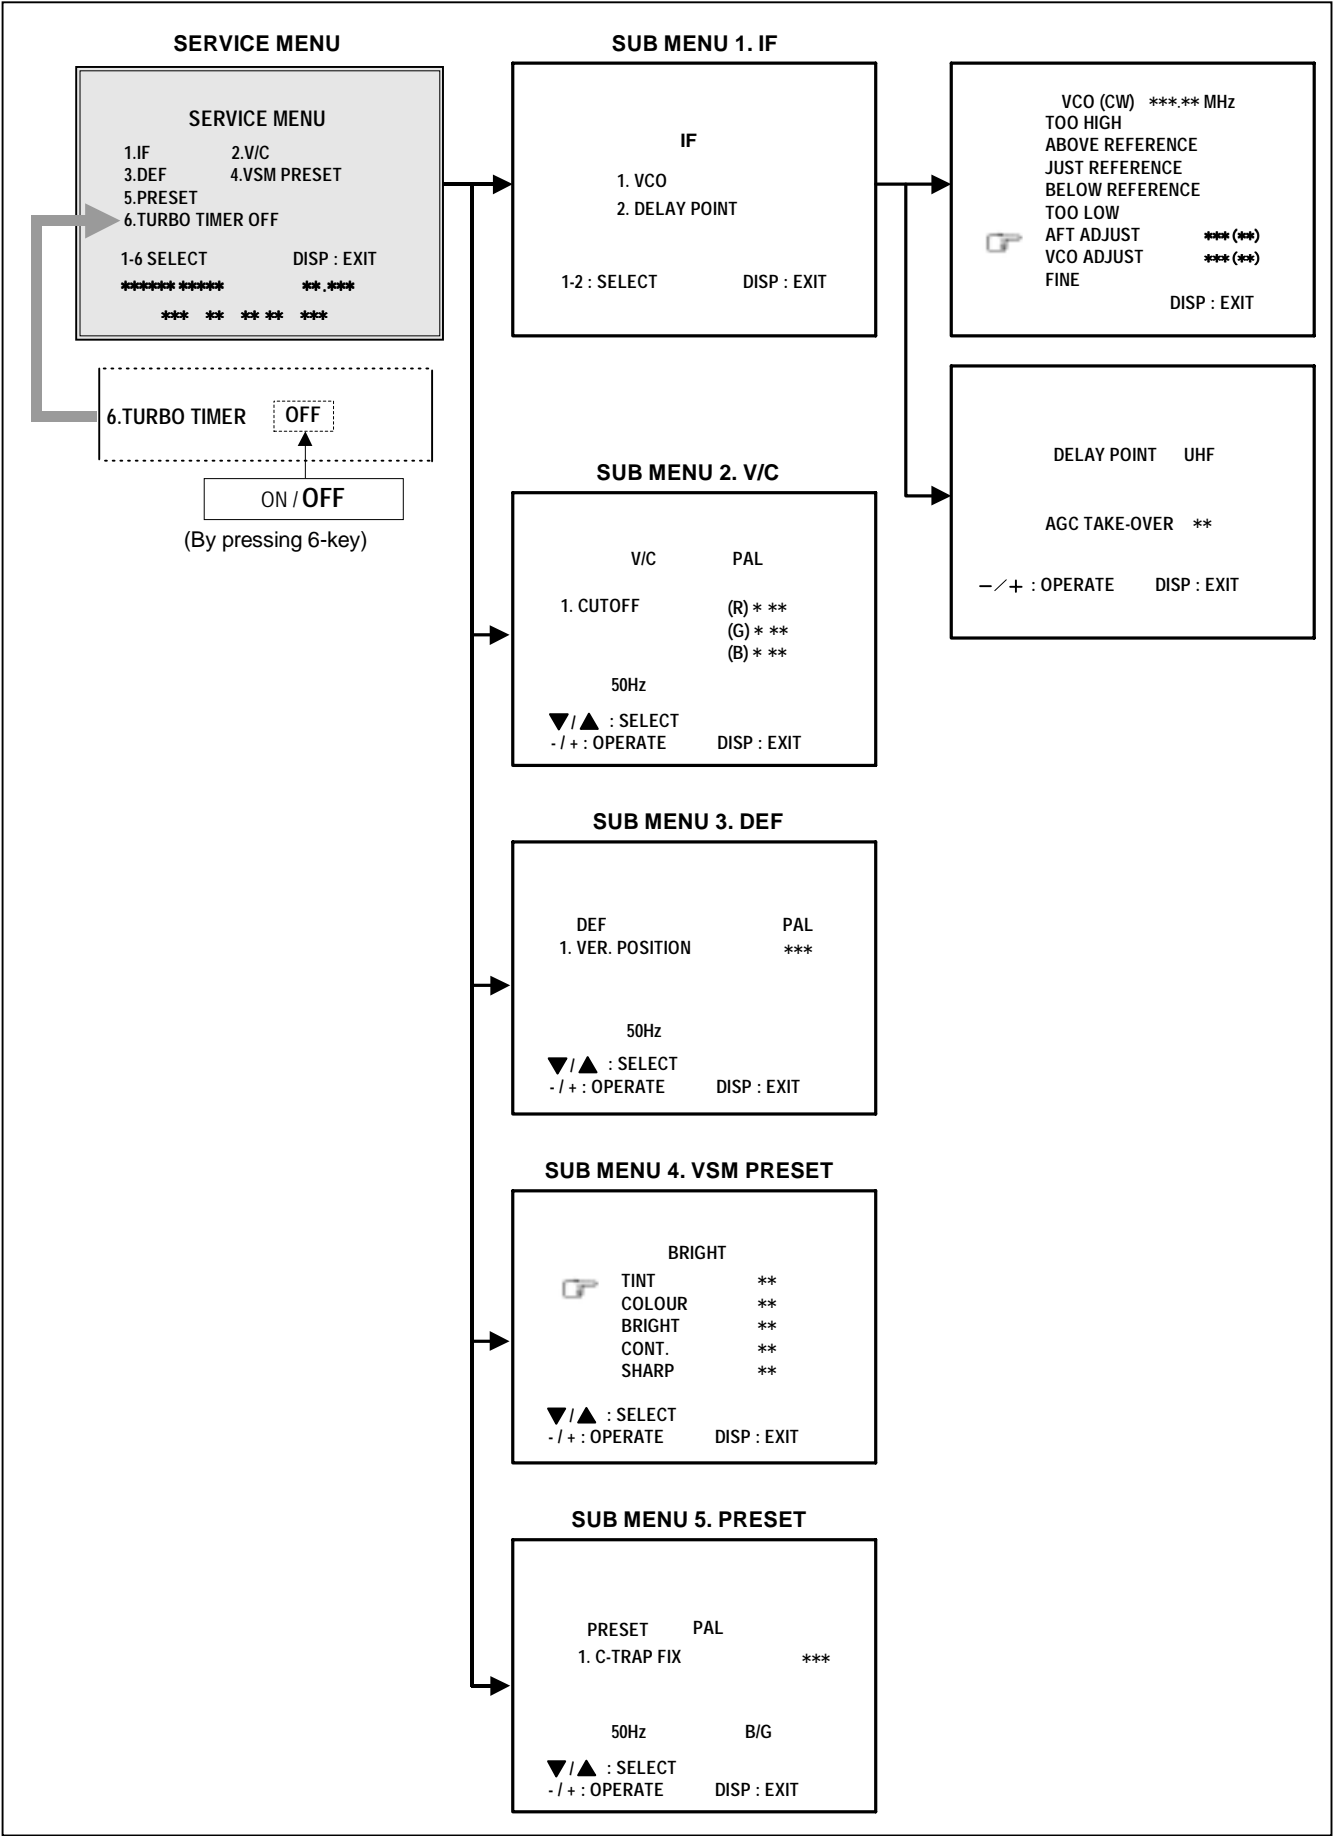 SERVICE MENU
SERVICE MENU
1.IF 2.V/C
3.DEF 4.VSM PRESET
5.PRESET
6.TURBO TIMER OFF
1-6 SELECT DISP : EXIT
****** ***** **.***
*** ** ** ** ***
6.TURBO TIMER OFF
ON / OFF
(By pressing 6-key)
SUB MENU 1. IF
IF
1. VCO
2. DELAY POINT
1-2 : SELECT DISP : EXIT
VCO (CW) ***.** MHz
TOO HIGH
ABOVE REFERENCE
JUST REFERENCE
BELOW REFERENCE
TOO LOW
AFT ADJUST ***(**)
VCO ADJUST ***(**)
FINE
DISP : EXIT
DELAY POINT UHF
AGC TAKE-OVER **
－／＋ : OPERATE DISP : EXIT
SUB MENU 2. V/C
V/C PAL
1. CUTOFF (R) * **
(G) * **
(B) * **
50Hz
▼/▲ : SELECT
- / + : OPERATE DISP : EXIT
SUB MENU 3. DEF
DEF PAL
1. VER. POSITION ***
50Hz
▼/▲ : SELECT
- / + : OPERATE DISP : EXIT
SUB MENU 4. VSM PRESET
BRIGHT
TINT **
COLOUR **
BRIGHT **
CONT. **
SHARP **
▼/▲ : SELECT
- / + : OPERATE DISP : EXIT
SUB MENU 5. PRESET
PRESET PAL
1. C-TRAP FIX ***
50Hz B/G
▼/▲ : SELECT
- / + : OPERATE DISP : EXIT